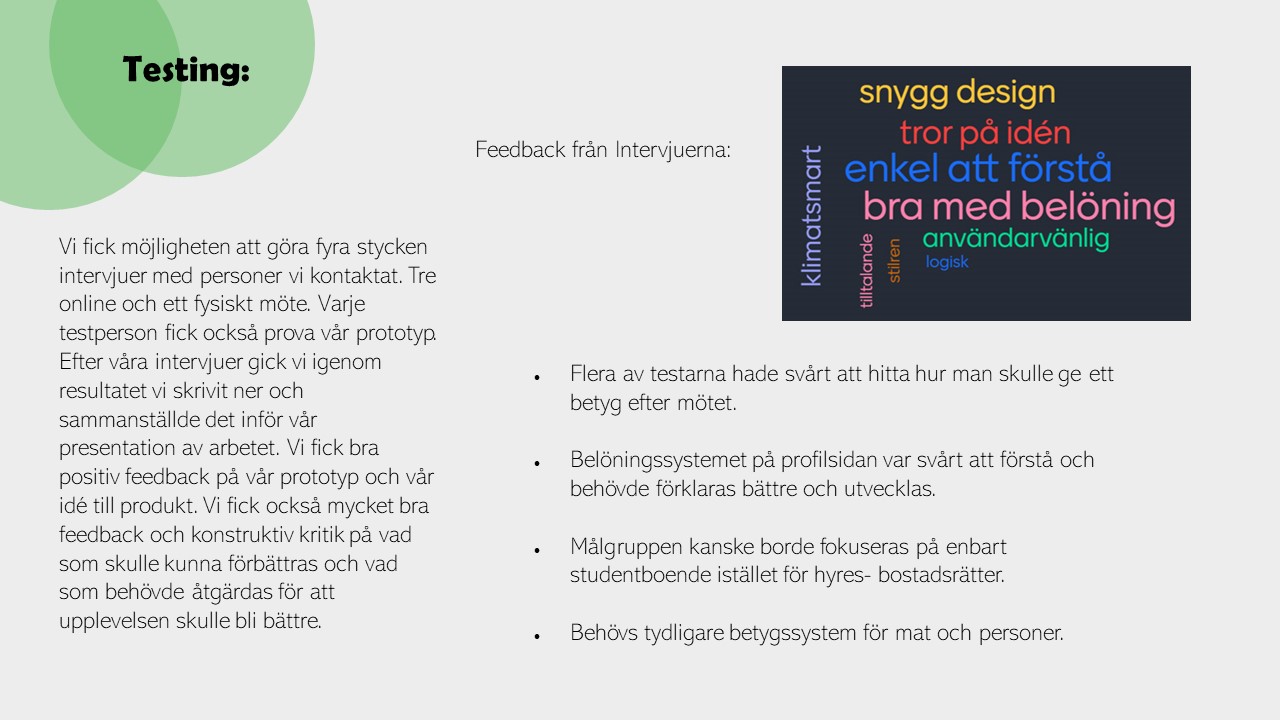 Testing:
Feedback från Intervjuerna:
snygg design
tror på idén
enkel att förstå
bra med belöning
användarvänlig
logisk
klimatsmart
tilltalande
stilren
Vi fick möjligheten att göra fyra stycken
intervjuer med personer vi kontaktat. Tre
online och ett fysiskt möte. Varje
testperson fick också prova vår prototyp.
Efter våra intervjuer gick vi igenom
resultatet vi skrivit ner och
sammanställde det inför vår
presentation av arbetet. Vi fick bra
positiv feedback på vår prototyp och vår
idé till produkt. Vi fick också mycket bra
feedback och konstruktiv kritik på vad
som skulle kunna förbättras och vad
som behövde åtgärdas för att
upplevelsen skulle bli bättre.
• Flera av testarna hade svårt att hitta hur man skulle ge ett
betyg efter mötet.
• Belöningssystemet på profilsidan var svårt att förstå och
behövde förklaras bättre och utvecklas.
• Målgruppen kanske borde fokuseras på enbart
studentboende istället för hyres- bostadsrätter.
• Behövs tydligare betygssystem för mat och personer.